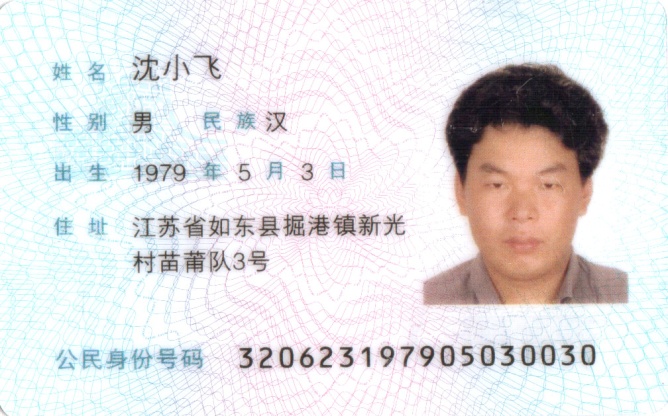 姓名 沈小飞
性别 男 民族 汉
出生 1979 年 5 月 3 日
住址 江苏省如东县掘港镇新光
村苗莆队3号
公民身份号码 320623197905030030